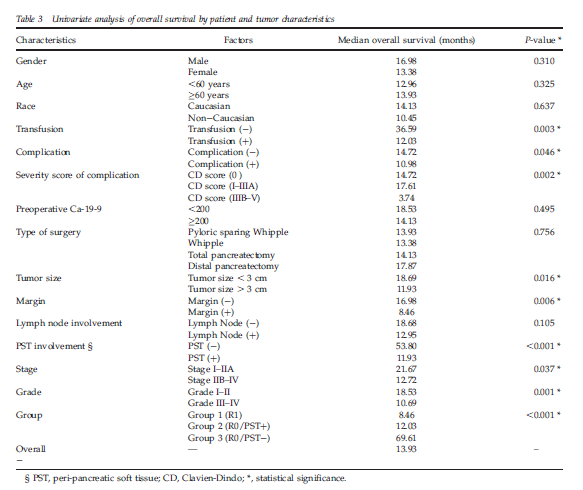 Table 3 Univariate analysis of overall survival by patient and tumor characteristics
Characteristics Factors Median overall survival (months) P-value *
Gender Male 16.98 0.310
Female 13.38
Age <60 years 12.96 0.325
≥60 years 13.93
Race Caucasian 14.13 0.637
Non−Caucasian 10.45
Transfusion Transfusion (−) 36.59 0.003 *
Transfusion (+) 12.03
Complication Complication (−) 14.72 0.046 *
Complication (+) 10.98
Severity score of complication CD score (0 ) 14.72 0.002 *
CD score (I–IIIA) 17.61
CD score (IIIB–V) 3.74
Preoperative Ca-19-9 <200 18.53 0.495
≥200 14.13
Type of surgery Pyloric sparing Whipple 13.93 0.756
Whipple 13.38
Total pancreatectomy 14.13
Distal pancreatectomy 17.87
Tumor size Tumor size < 3 cm 18.69 0.016 *
Tumor size > 3 cm 11.93
Margin Margin (−) 16.98 0.006 *
Margin (+) 8.46
Lymph node involvement Lymph Node (−) 18.68 0.105
Lymph Node (+) 12.95
PST involvement § PST (−) 53.80 <0.001 *
PST (+) 11.93
Stage Stage I–IIA 21.67 0.037 *
Stage IIB–IV 12.72
Grade Grade I–II 18.53 0.001 *
Grade III–IV 10.69
Group Group 1 (R1) 8.46 <0.001 *
Group 2 (R0/PST+) 12.03
Group 3 (R0/PST−) 69.61
Overall — 13.93 –
–
§ PST, peri-pancreatic soft tissue; CD, Clavien-Dindo; *, statistical significance.